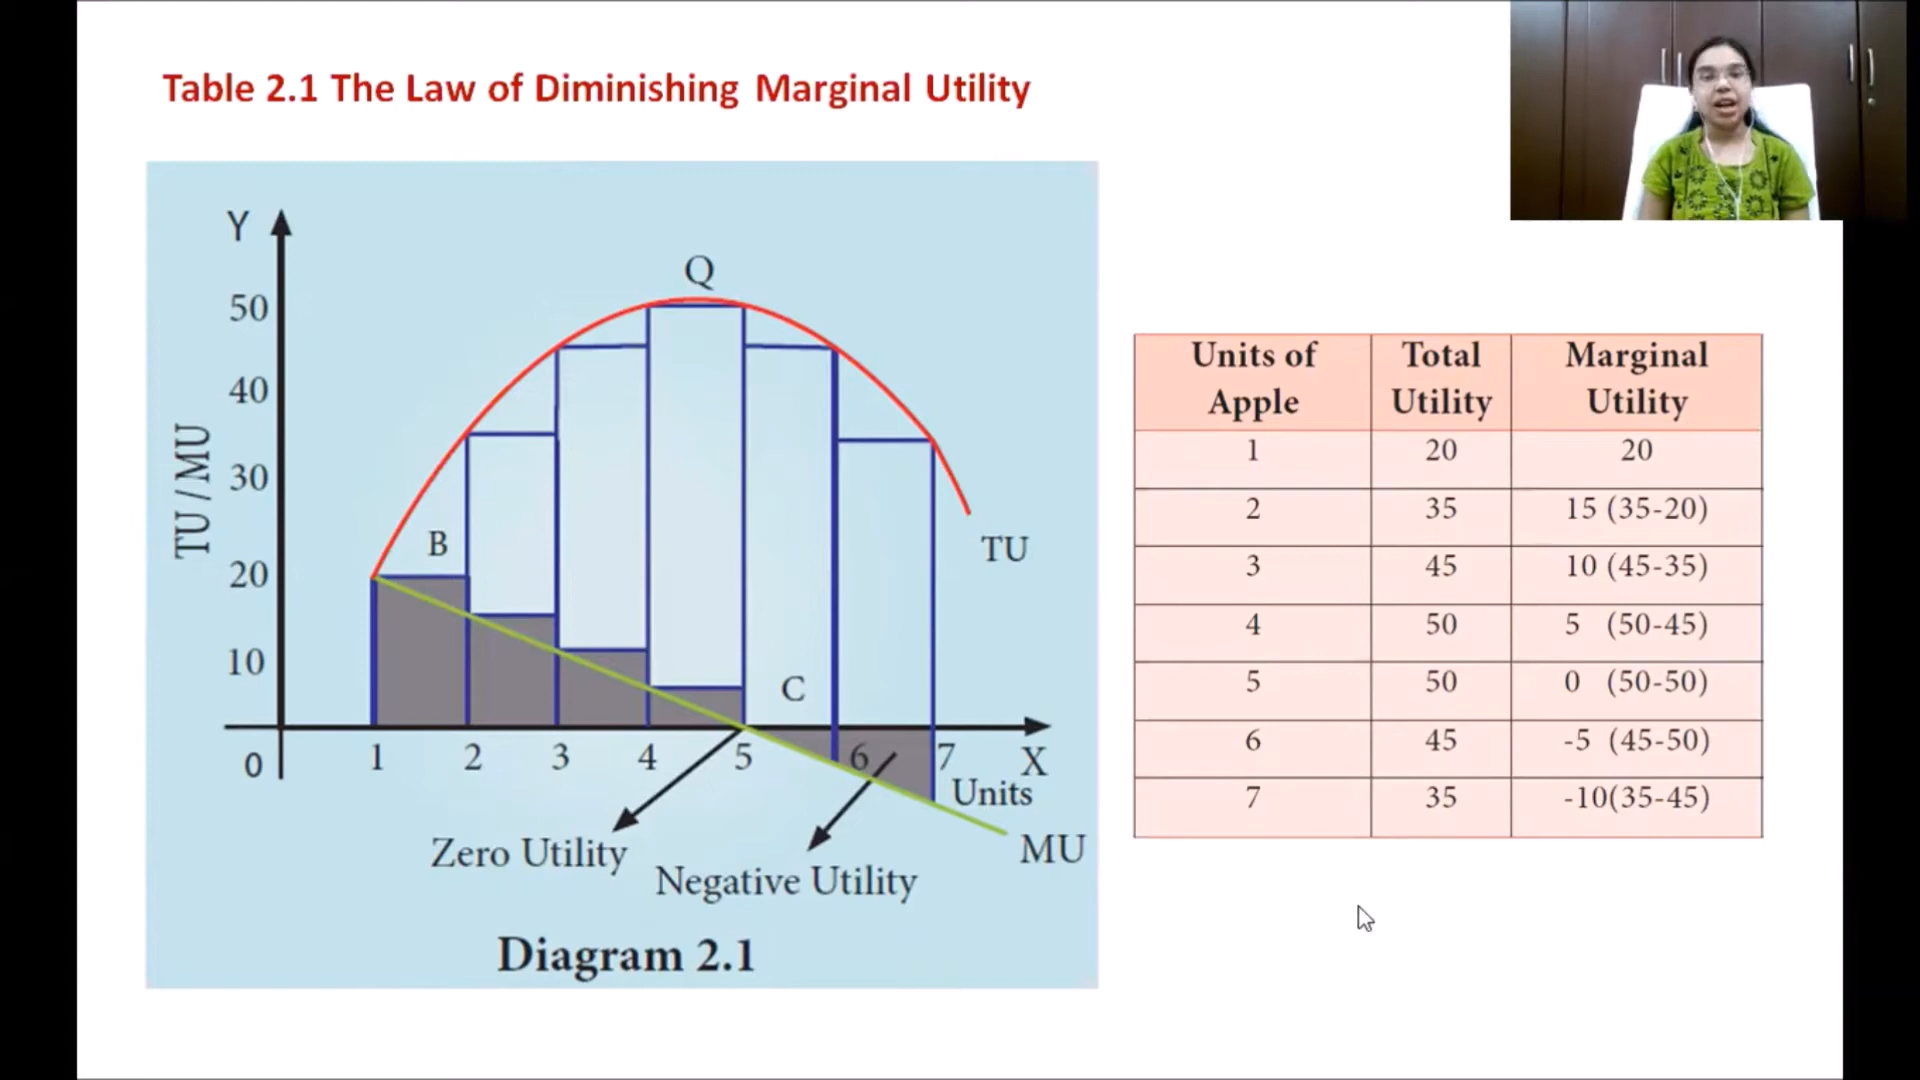 Table 2.1 The Law of Diminishing Marginal Utility
Y
Q
50
40
30
20
10
0
TU / MU
B
C
TU
1 2 3 4 5 6 7 X
Units
MU
Zero Utility
Negative Utility
Diagram 2.1
Units of Apple Total Utility Marginal Utility
1 20 20
2 35 15 (35-20)
3 45 10 (45-35)
4 50 5 (50-45)
5 50 0 (50-50)
6 45 -5 (45-50)
7 35 -10(35-45)